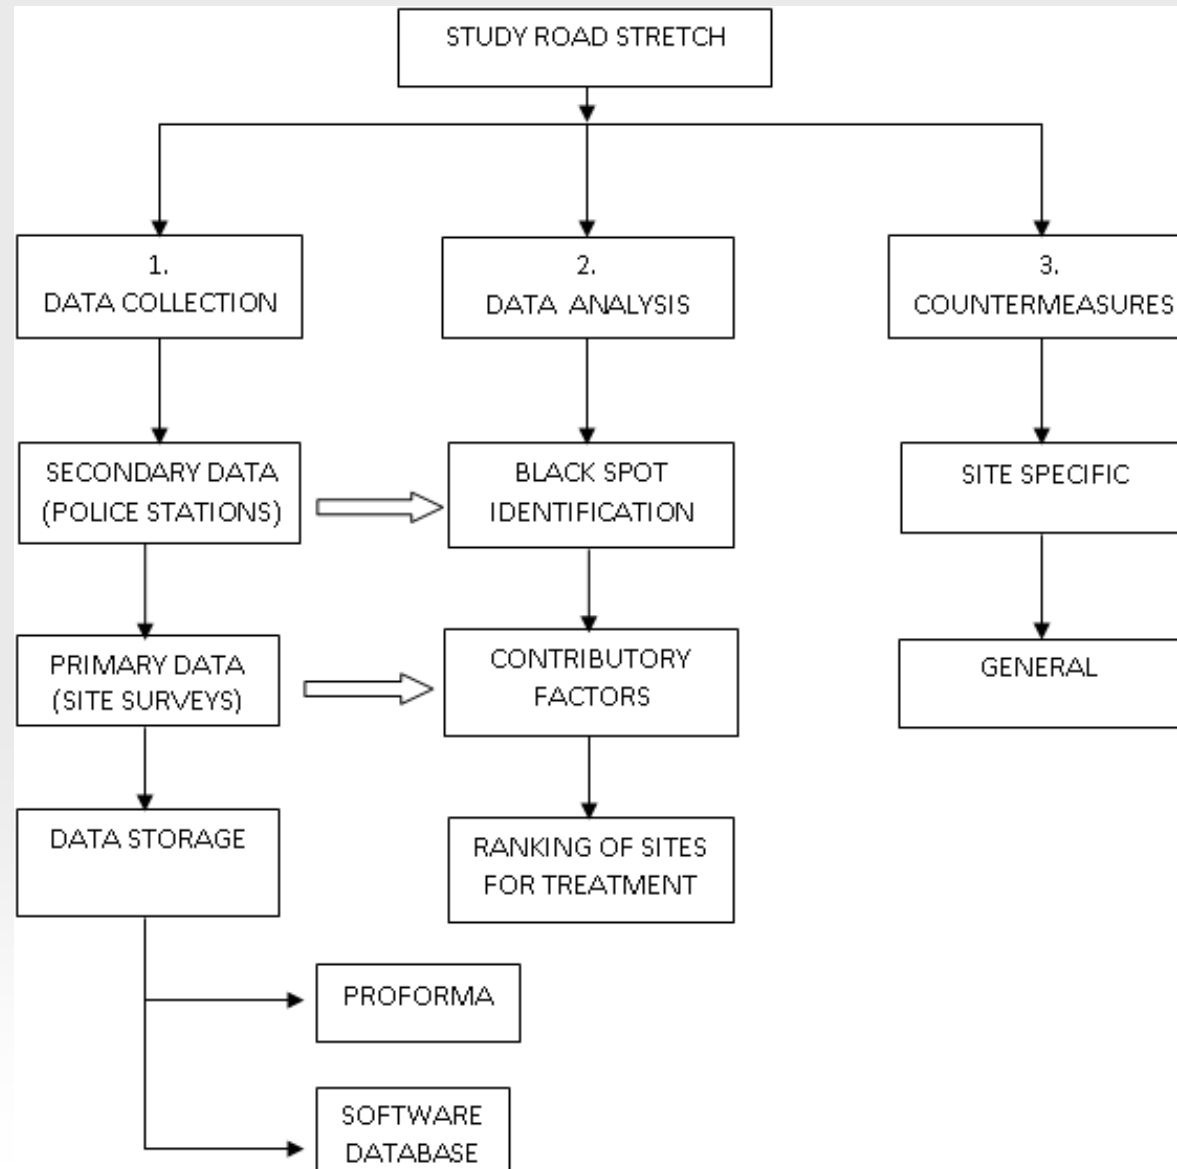 STUDY ROAD STRETCH
1.
DATA COLLECTION
2.
DATA ANALYSIS
3.
COUNTERMEASURES
SECONDARY DATA
(POLICE STATIONS)
BLACK SPOT
IDENTIFICATION
SITE SPECIFIC
PRIMARY DATA
(SITE SURVEYS)
CONTRIBUTORY
FACTORS
GENERAL
DATA STORAGE
RANKING OF SITES
FOR TREATMENT
PROFORMA
SOFTWARE
DATABASE